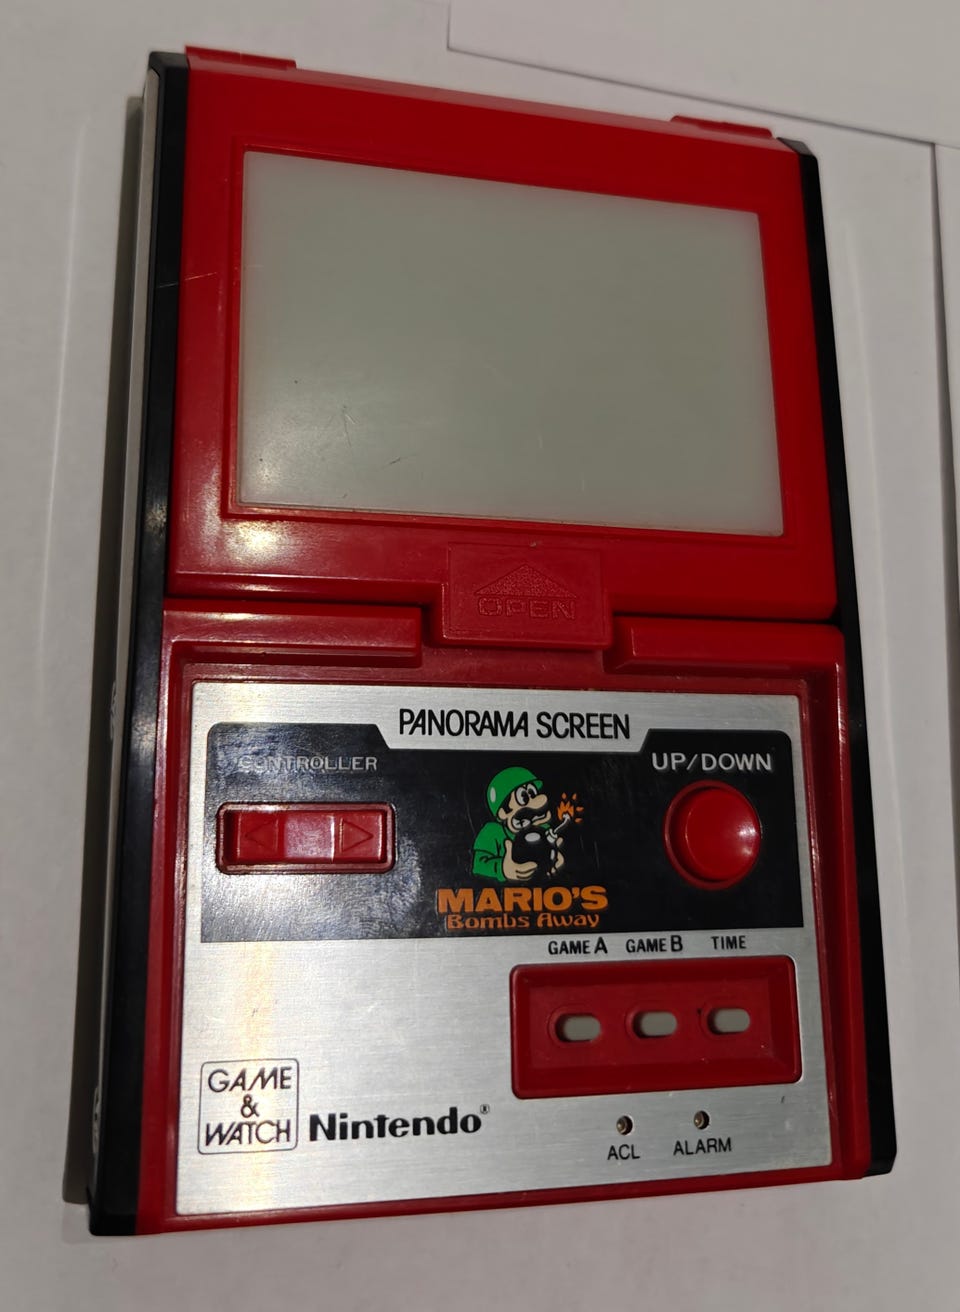 OPEN
PANORAMA SCREEN
CONTROLLER
UP/DOWN
MARIO'S
Bombs Away
GAME A GAME B TIME
GAME
&
WATCH
Nintendo®
ACL
ALARM